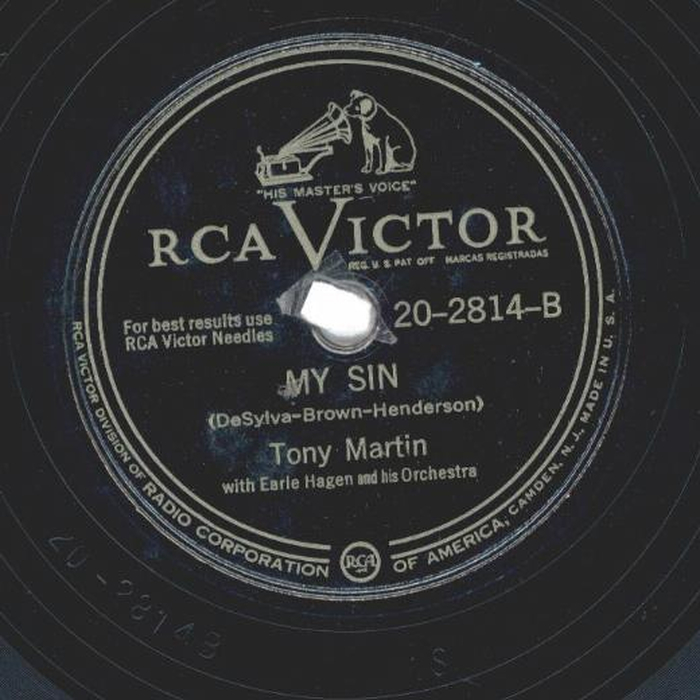 "HIS MASTER'S VOICE"
RCA VICTOR
REG. U. S. PAT OFF MARCAS REGISTRADAS
For best results use
RCA Victor Needles
20-2814-B
MY SIN
(DeSylva-Brown-Henderson)
Tony Martin
with Earle Hagen and his Orchestra
RCA VICTOR DIVISION OF RADIO CORPORATION OF AMERICA, CAMDEN, N. J. MADE IN U. S. A.
RCA
20-2814B
S